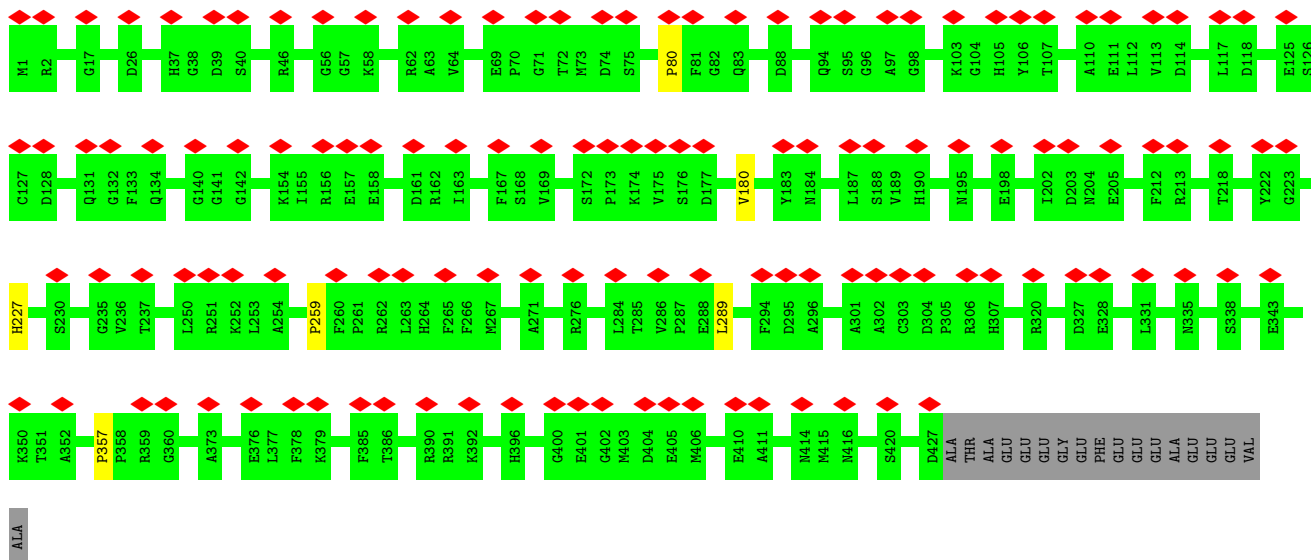 M1 R2 G17 D26 H37 G38 D39 S40 R46 G56 G57 K58 R62 A63 V64 E69 P70 G71 T72 M73 D74 S75 P80 F81 G82 Q83 D88 Q94 S95 G96 A97 G98 K103 G104 H105 Y106 T107 A110 E111 L112 V113 D114 L117 D118 E125 S126
C127 D128 Q131 G132 F133 Q134 G140 G141 G142 K154 I155 R156 E157 E158 D161 R162 I163 F167 S168 V169 S172 P173 K174 V175 S176 D177 V180 Y183 N184 L187 S188 V189 H190 N195 E198 I202 D203 N204 E205 F212 R213 T218 Y222 G223
H227 S230 G235 V236 T237 L250 R251 K252 L253 A254 P259 F260 P261 R262 L263 H264 F265 F266 M267 A271 R276 L284 T285 V286 P287 E288 L289 F294 D295 A296 A301 A302 C303 D304 P305 R306 H307 R320 D327 E328 L331 N335 S338 E343
K350 T351 A352 P357 P358 R359 G360 A373 E376 L377 F378 K379 F385 T386 R390 R391 K392 H396 G400 E401 G402 M403 D404 E405 M406 E410 A411 N414 M415 N416 S420 D427 ALA THR ALA GLU GLU GLU GLY GLU PHE GLU GLU GLU ALA GLU GLU GLU VAL
ALA